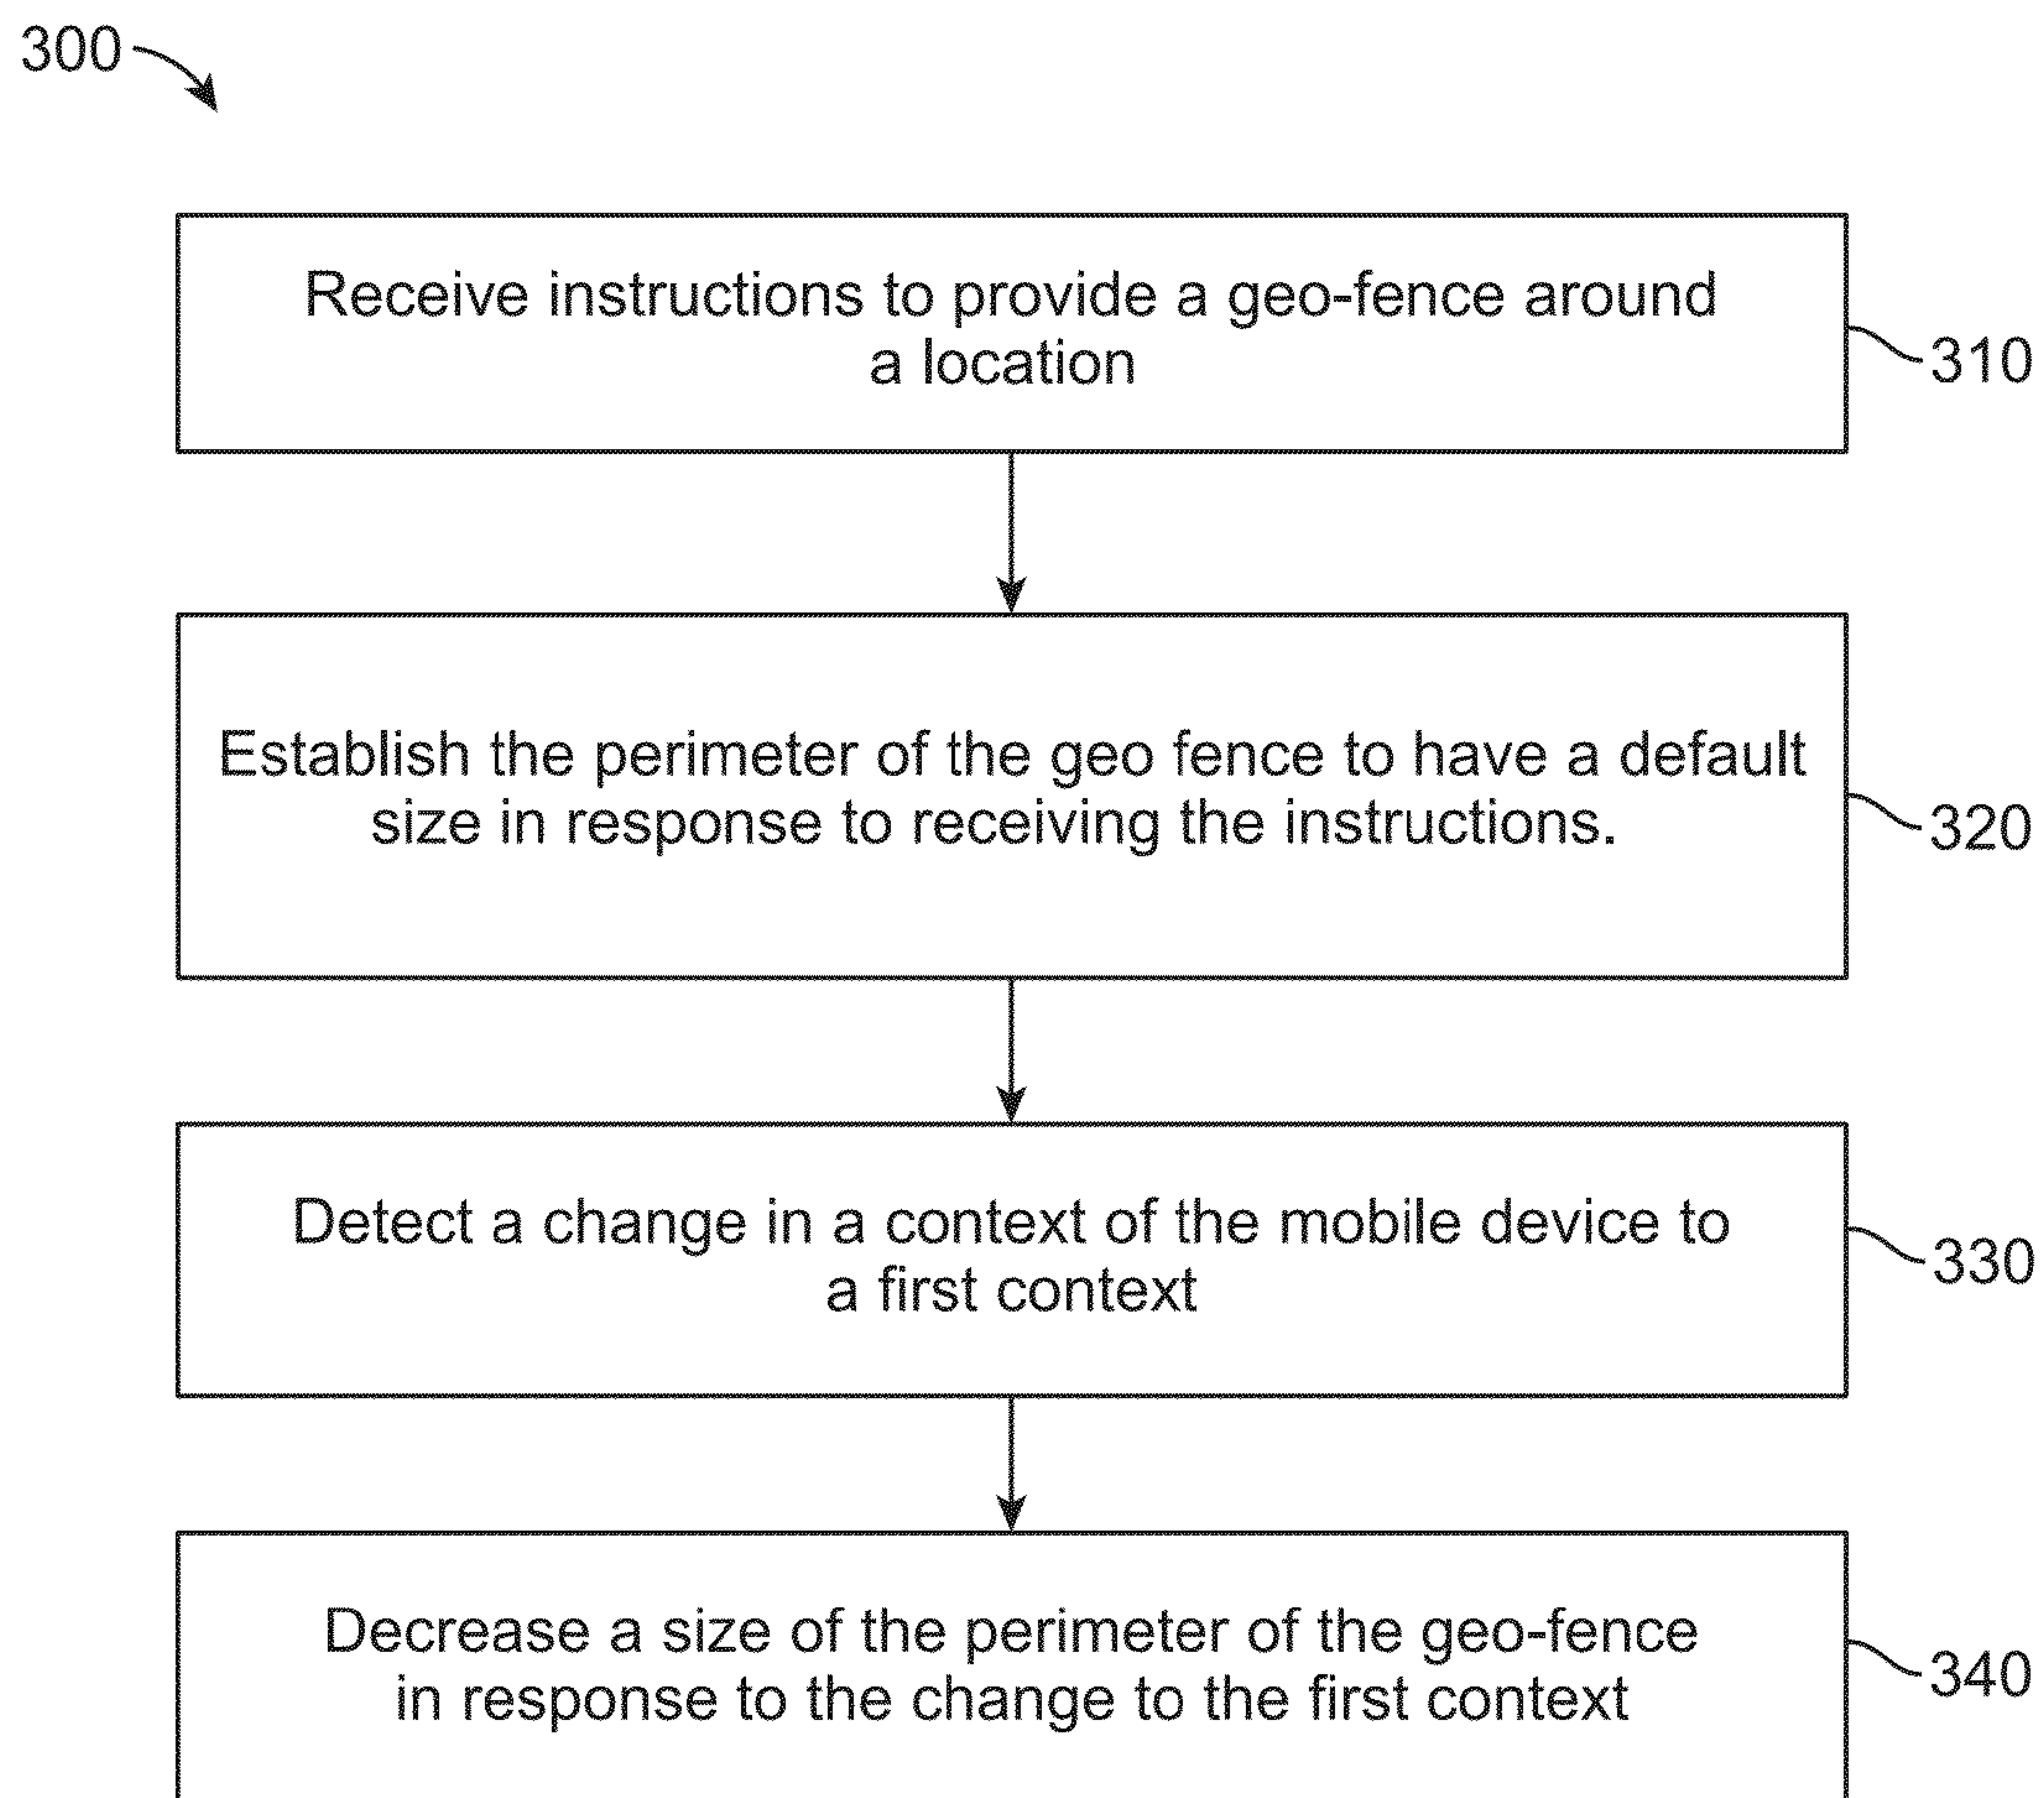 300
Receive instructions to provide a geo-fence around
a location
310
Establish the perimeter of the geo fence to have a default
size in response to receiving the instructions.
320
Detect a change in a context of the mobile device to
a first context
330
Decrease a size of the perimeter of the geo-fence
in response to the change to the first context
340